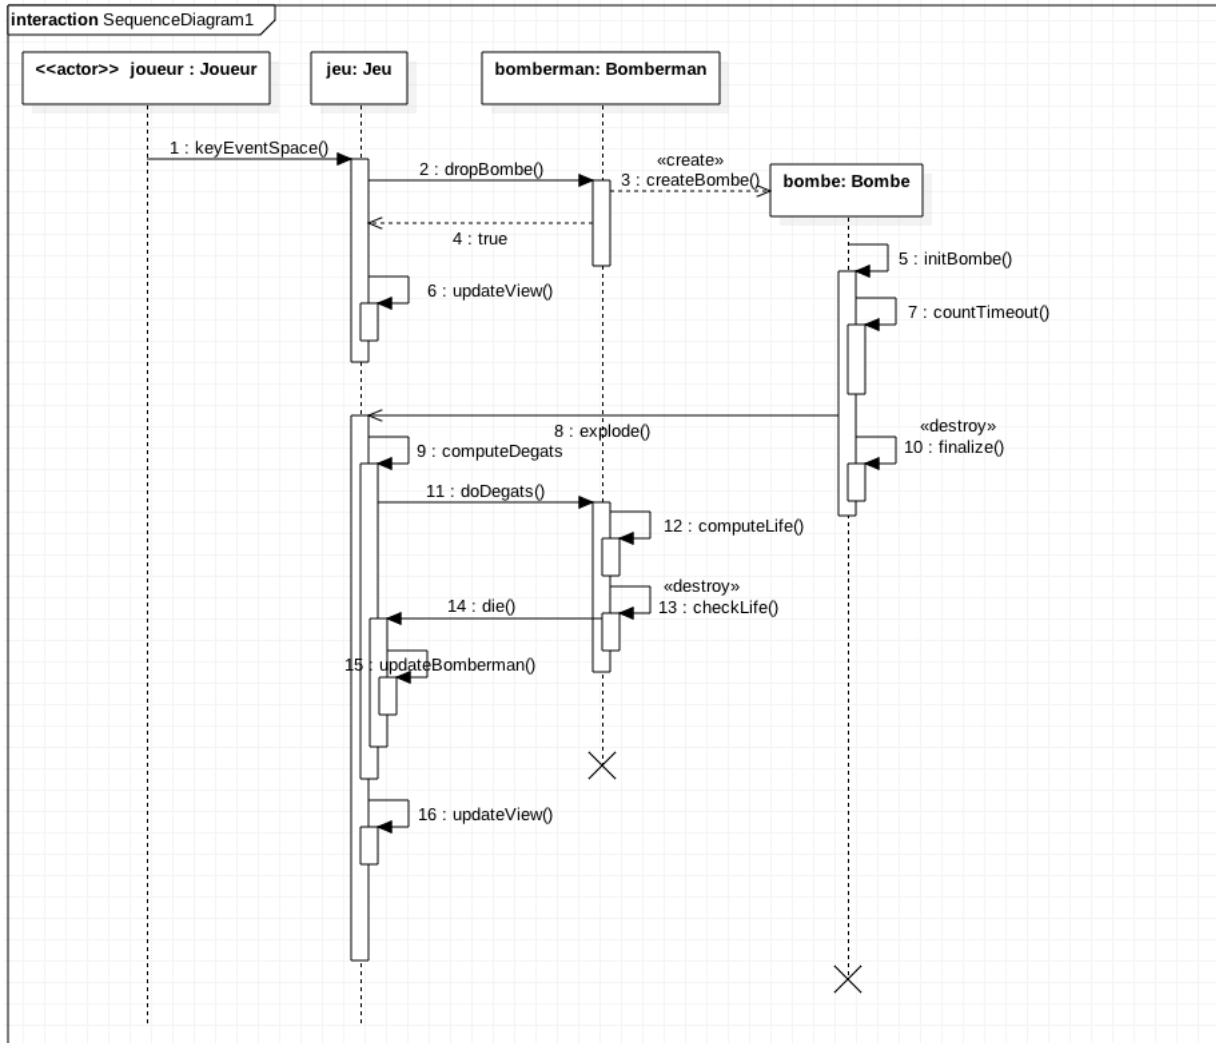 interaction SequenceDiagram1
<<actor>> joueur : Joueur
jeu: Jeu
bomberman: Bomberman
1 : keyEventSpace()
2 : dropBombe()
«create»
3 : createBombe()
bombe: Bombe
4 : true
5 : initBombe()
6 : updateView()
7 : countTimeout()
8 : explode()
9 : computeDegats
«destroy»
10 : finalize()
11 : doDegats()
12 : computeLife()
«destroy»
13 : checkLife()
14 : die()
15 : updateBomberman()
16 : updateView()